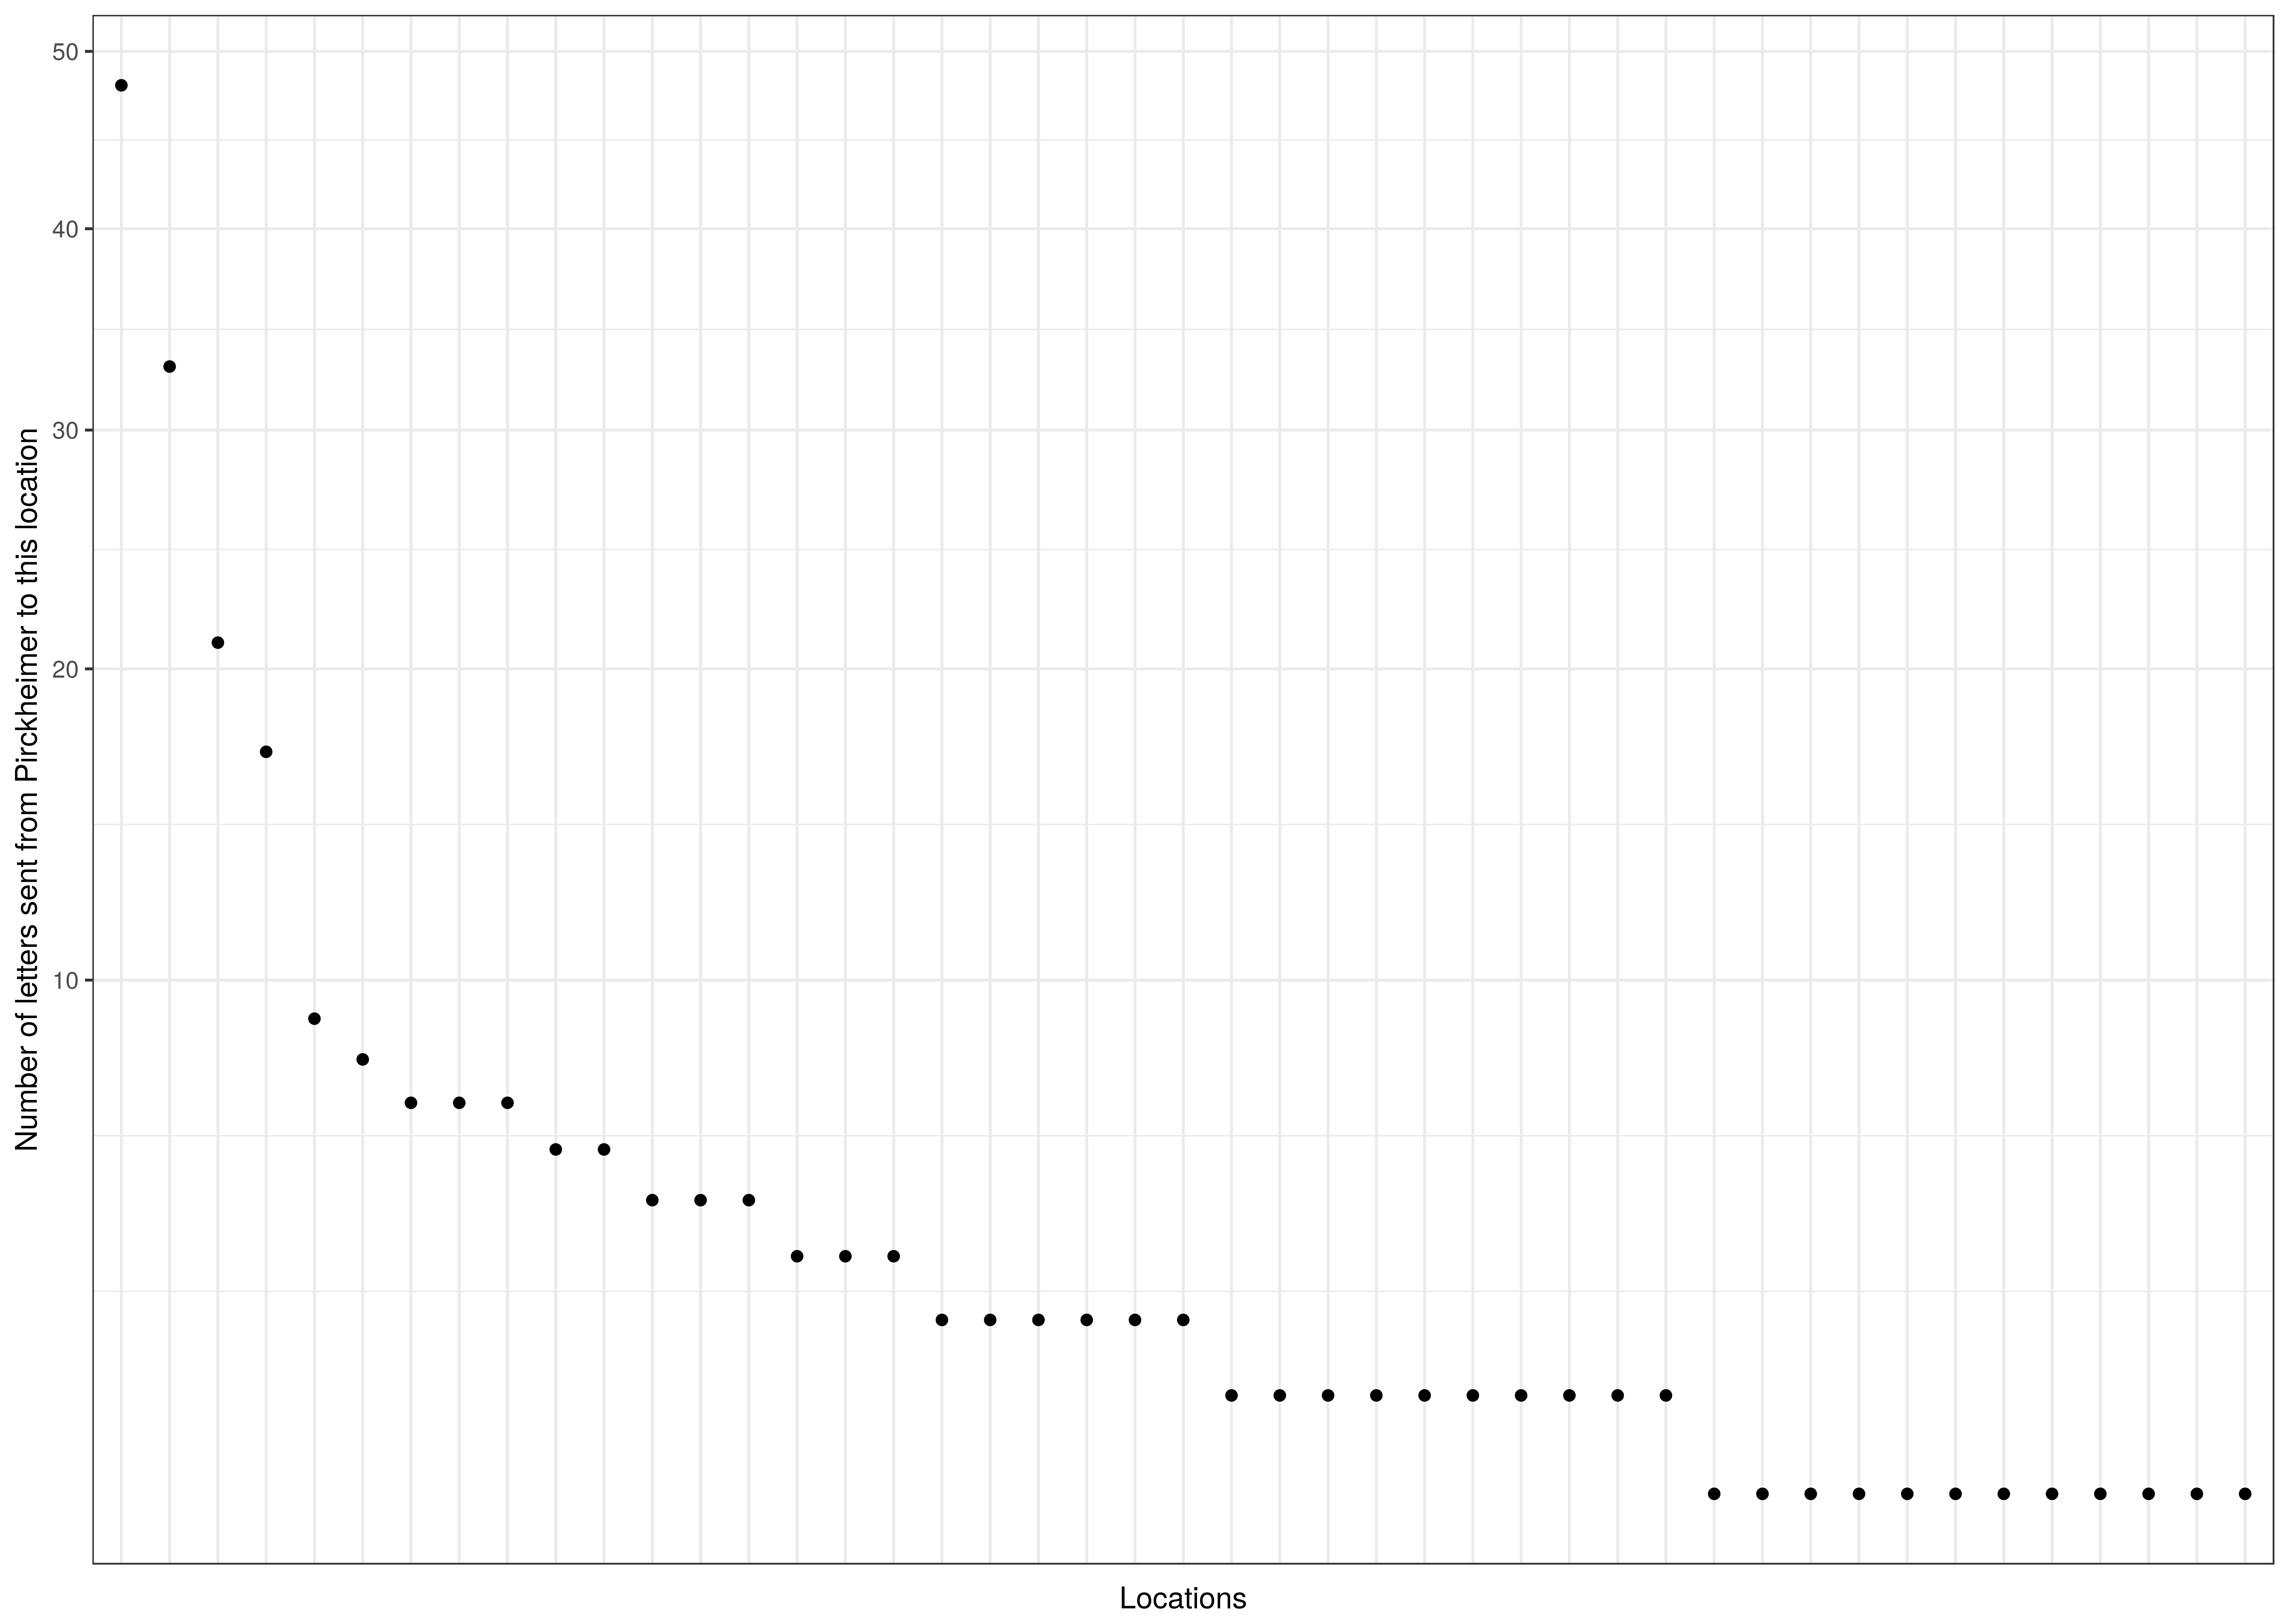 Number of letters sent from Pirckheimer to this location
50
40
30
20
10
Locations